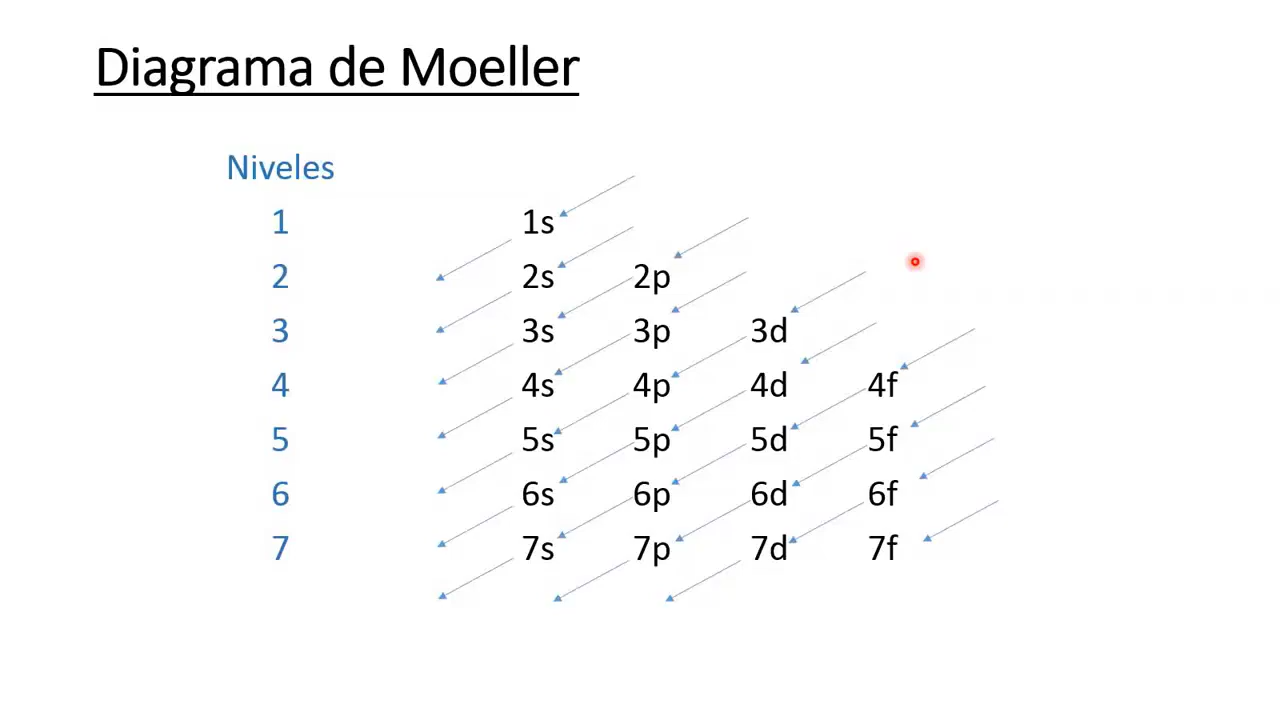 Diagrama de Moeller
Niveles
1 1s
2 2s 2p
3 3s 3p 3d
4 4s 4p 4d 4f
5 5s 5p 5d 5f
6 6s 6p 6d 6f
7 7s 7p 7d 7f